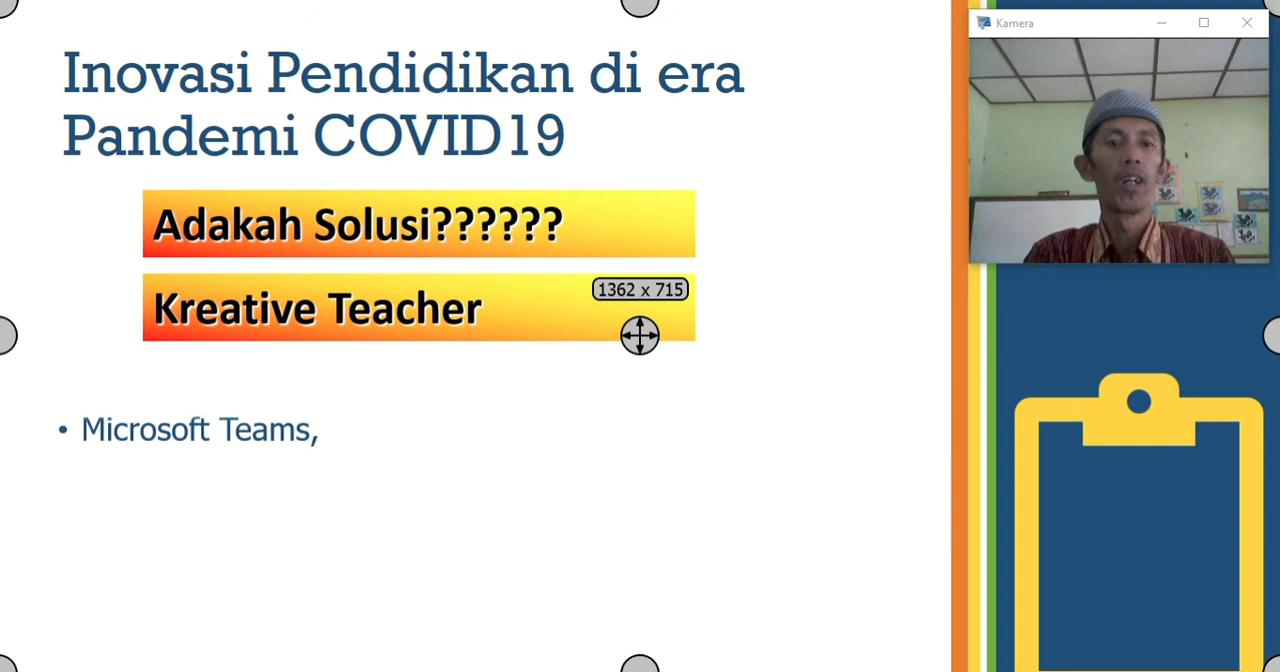 Inovasi Pendidikan di era
Pandemi COVID19
Adakah Solusi??????
Kreative Teacher
1362 x 715
• Microsoft Teams,
Kamera